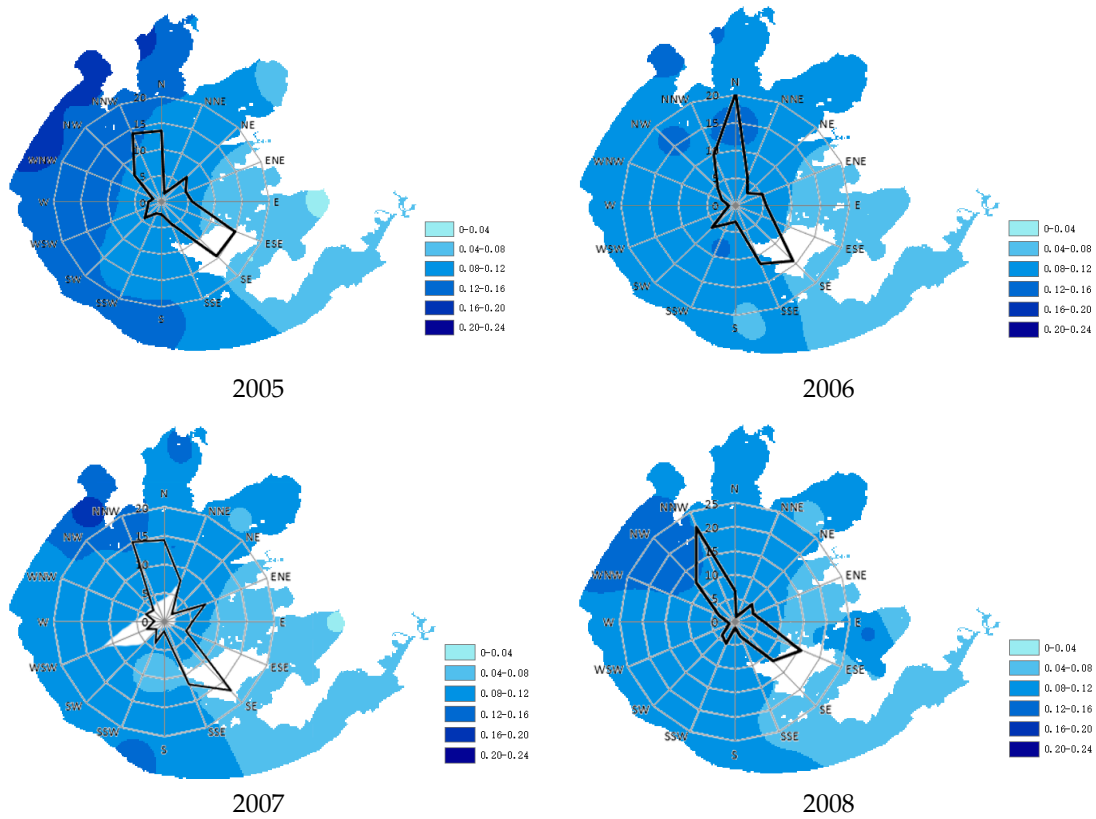 N
NNE
NE
ENE
E
ESE
SE
SSE
S
SSW
SW
WSW
W
WNW
NW
NNW
20
15
10
5
0
0-0.04
0.04-0.08
0.08-0.12
0.12-0.16
0.16-0.20
0.20-0.24
2005
N
NNE
NE
ENE
E
ESE
SE
SSE
S
SSW
SW
WSW
W
WNW
NW
NNW
20
15
10
5
0
0-0.04
0.04-0.08
0.08-0.12
0.12-0.16
0.16-0.20
0.20-0.24
2006
N
NNE
NE
ENE
E
ESE
SE
SSE
S
SSW
SW
WSW
W
WNW
NW
NNW
20
15
10
5
0
0-0.04
0.04-0.08
0.08-0.12
0.12-0.16
0.16-0.20
0.20-0.24
2007
N
NNE
NE
ENE
E
ESE
SE
SSE
S
SSW
SW
WSW
W
WNW
NW
NNW
25
20
15
10
5
0
0-0.04
0.04-0.08
0.08-0.12
0.12-0.16
0.16-0.20
0.20-0.24
2008